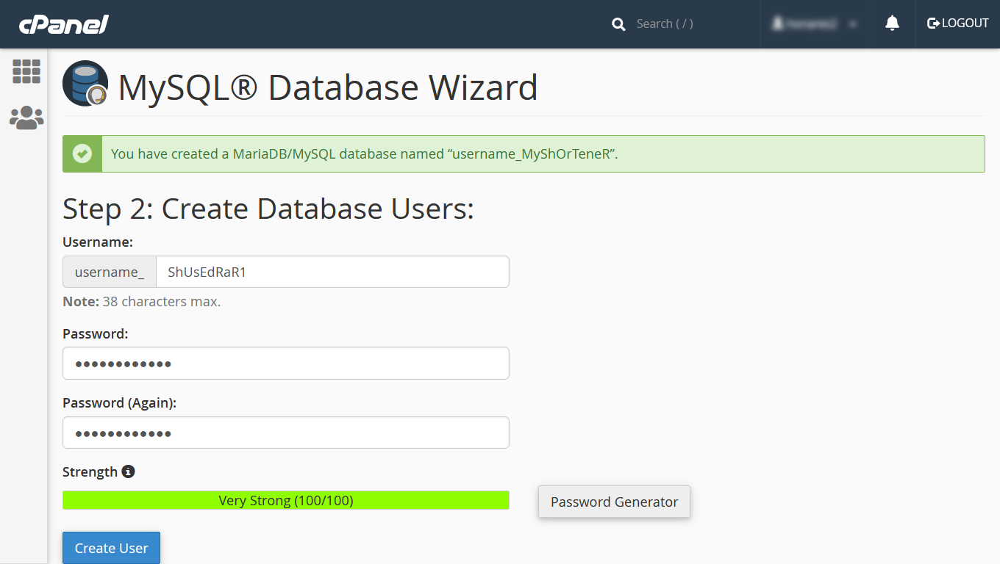 cPanel
Search ( / )
LOGOUT
MySQL® Database Wizard
You have created a MariaDB/MySQL database named “username_MyShOrTeneR”.
Step 2: Create Database Users:
Username:
username_ ShUsEdRaR1
Note: 38 characters max.
Password:
●●●●●●●●●●●●
Password (Again):
●●●●●●●●●●●●
Strength
Very Strong (100/100)
Password Generator
Create User